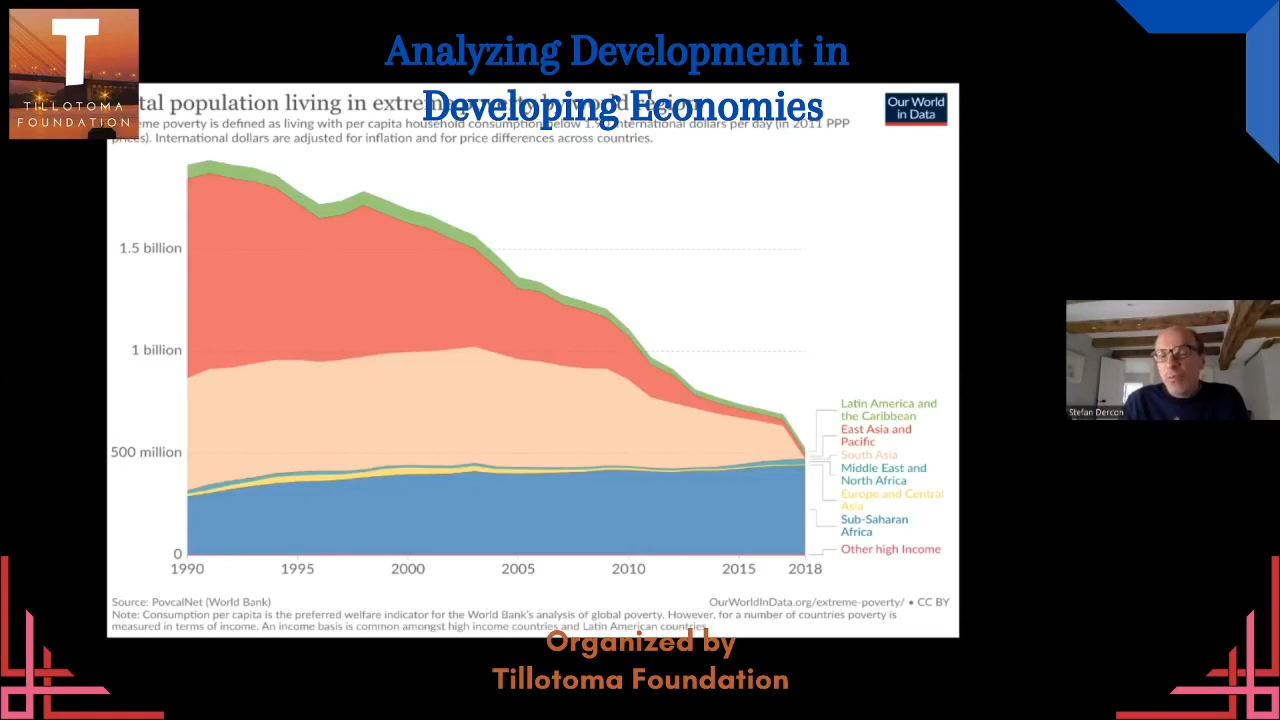 T
TILLOTOMA
FOUNDATION
Analyzing Development in
Developing Economies
tal population living in
Our World
in Data
eme poverty is defined as living with per capita household consumption below international dollars per day (in 2011 PPP
prices). International dollars are adjusted for inflation and for price differences across countries.
1.5 billion
1 billion
500 million
0
1990
1995
2000
2005
2010
2015
2018
Latin America and
the Caribbean
East Asia and
Pacific
South Asia
Middle East and
North Africa
Europe and Central
Asia
Sub-Saharan
Africa
Other high Income
Source: PovcalNet (World Bank)
OurWorldInData.org/extreme-poverty/ • CC BY
Note: Consumption per capita is the preferred welfare indicator for the World Bank's analysis of global poverty. However, for a number of countries poverty is
measured in terms of income. An income basis is common amongst high income countries and Latin American countries.
Stefan Dercon
Organized by
Tillotoma Foundation